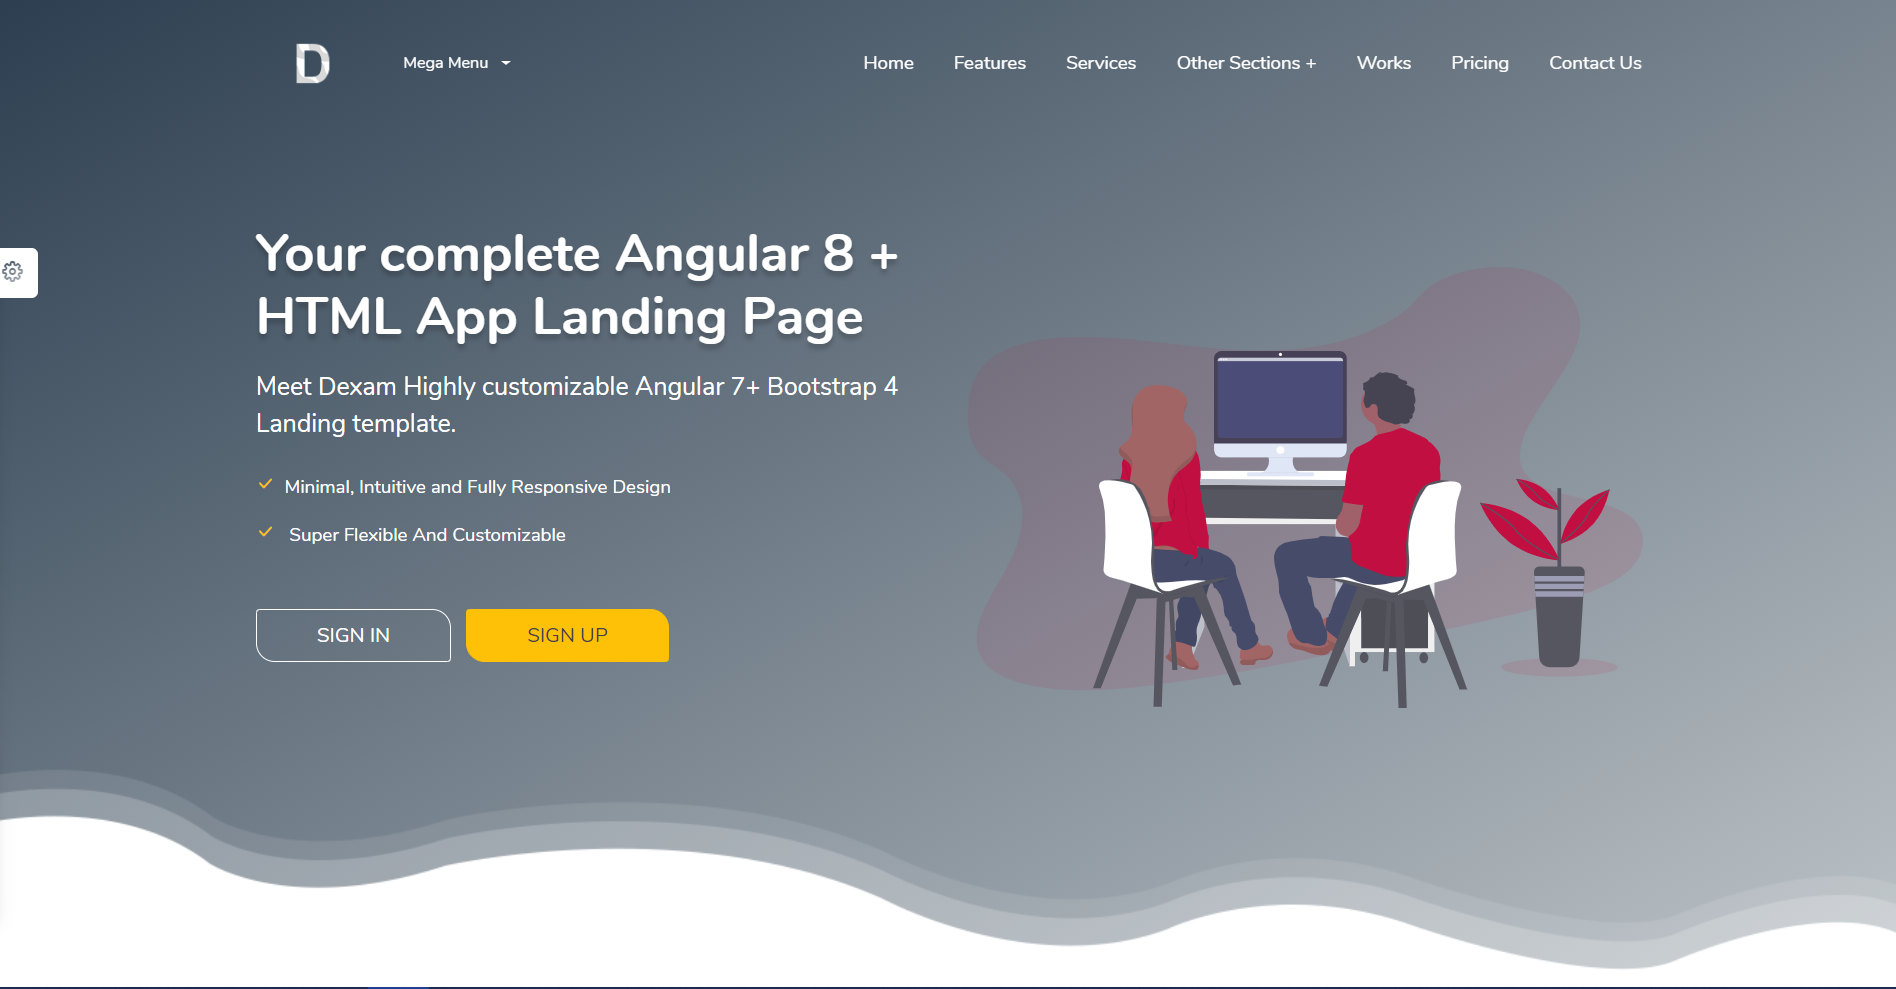 D
Mega Menu
Home Features Services Other Sections + Works Pricing Contact Us
Your complete Angular 8 +
HTML App Landing Page
Meet Dexam Highly customizable Angular 7+ Bootstrap 4
Landing template.
Minimal, Intuitive and Fully Responsive Design
Super Flexible And Customizable
SIGN IN SIGN UP